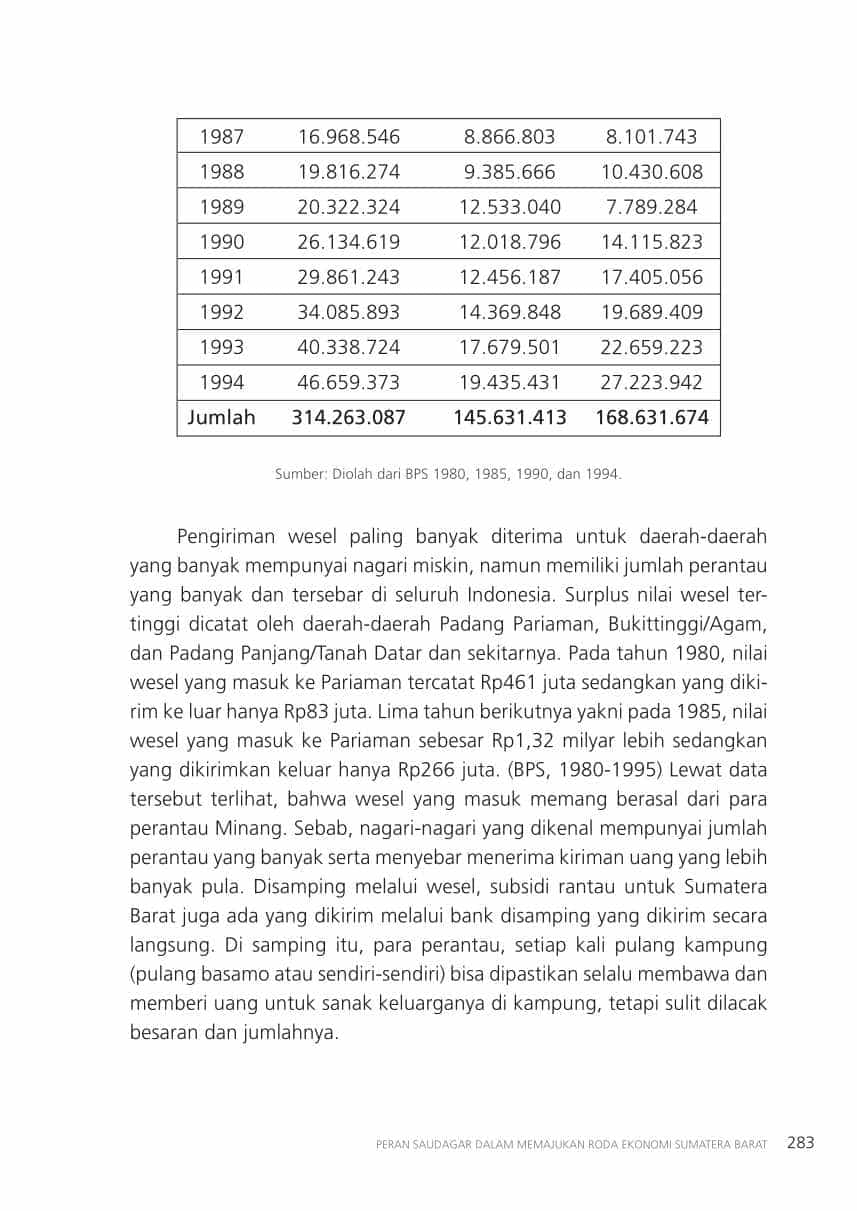 1987 16.968.546 8.866.803 8.101.743
1988 19.816.274 9.385.666 10.430.608
1989 20.322.324 12.533.040 7.789.284
1990 26.134.619 12.018.796 14.115.823
1991 29.861.243 12.456.187 17.405.056
1992 34.085.893 14.369.848 19.689.409
1993 40.338.724 17.679.501 22.659.223
1994 46.659.373 19.435.431 27.223.942
Jumlah 314.263.087 145.631.413 168.631.674
Sumber: Diolah dari BPS 1980, 1985, 1990, dan 1994.
Pengiriman wesel paling banyak diterima untuk daerah-daerah
yang banyak mempunyai nagari miskin, namun memiliki jumlah perantau
yang banyak dan tersebar di seluruh Indonesia. Surplus nilai wesel ter-
tinggi dicatat oleh daerah-daerah Padang Pariaman, Bukittinggi/Agam,
dan Padang Panjang/Tanah Datar dan sekitarnya. Pada tahun 1980, nilai
wesel yang masuk ke Pariaman tercatat Rp461 juta sedangkan yang diki-
rim ke luar hanya Rp83 juta. Lima tahun berikutnya yakni pada 1985, nilai
wesel yang masuk ke Pariaman sebesar Rp1,32 milyar lebih sedangkan
yang dikirimkan keluar hanya Rp266 juta. (BPS, 1980-1995) Lewat data
tersebut terlihat, bahwa wesel yang masuk memang berasal dari para
perantau Minang. Sebab, nagari-nagari yang dikenal mempunyai jumlah
perantau yang banyak serta menyebar menerima kiriman uang yang lebih
banyak pula. Disamping melalui wesel, subsidi rantau untuk Sumatera
Barat juga ada yang dikirim melalui bank disamping yang dikirim secara
langsung. Di samping itu, para perantau, setiap kali pulang kampung
(pulang basamo atau sendiri-sendiri) bisa dipastikan selalu membawa dan
memberi uang untuk sanak keluarganya di kampung, tetapi sulit dilacak
besaran dan jumlahnya.
PERAN SAUDAGAR DALAM MEMAJUKAN RODA EKONOMI SUMATERA BARAT 283